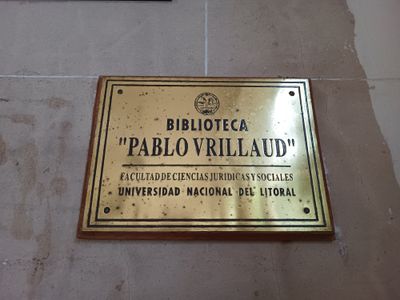 BIBLIOTECA
"PABLO VRILLAUD"
FACULTAD DE CIENCIAS JURIDICAS Y SOCIALES
UNIVERSIDAD NACIONAL DEL LITORAL